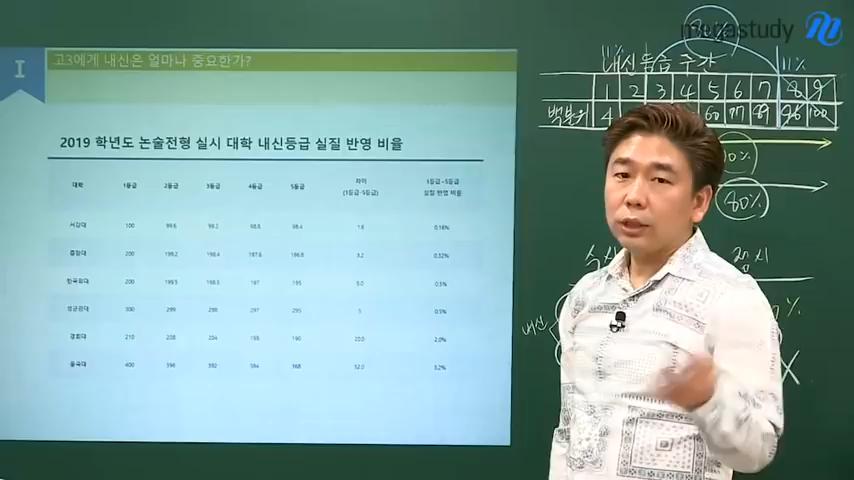 megastudy
I
고3에게 내신은 얼마나 중요한가?
2019 학년도 논술전형 실시 대학 내신등급 실질 반영 비율
대학 1등급 2등급 3등급 4등급 5등급 차이 1등급-5등급
(1등급-5등급) 실질 반영 비율
서강대 100 99.6 99.2 98.8 98.4 1.6 0.16%
중앙대 200 199.2 198.4 197.6 196.8 3.2 0.32%
한국외대 200 199.5 198.5 197 195 5.0 0.5%
성균관대 300 299 298 297 295 5 0.5%
경희대 210 208 204 198 190 20.0 2.0%
동국대 400 396 392 384 368 32.0 3.2%
내신등급 구간 11%
1 2 3 4 5 6 7 8 9
백분위 4 60 77 89 96 100
80%
정시
내신
%
X